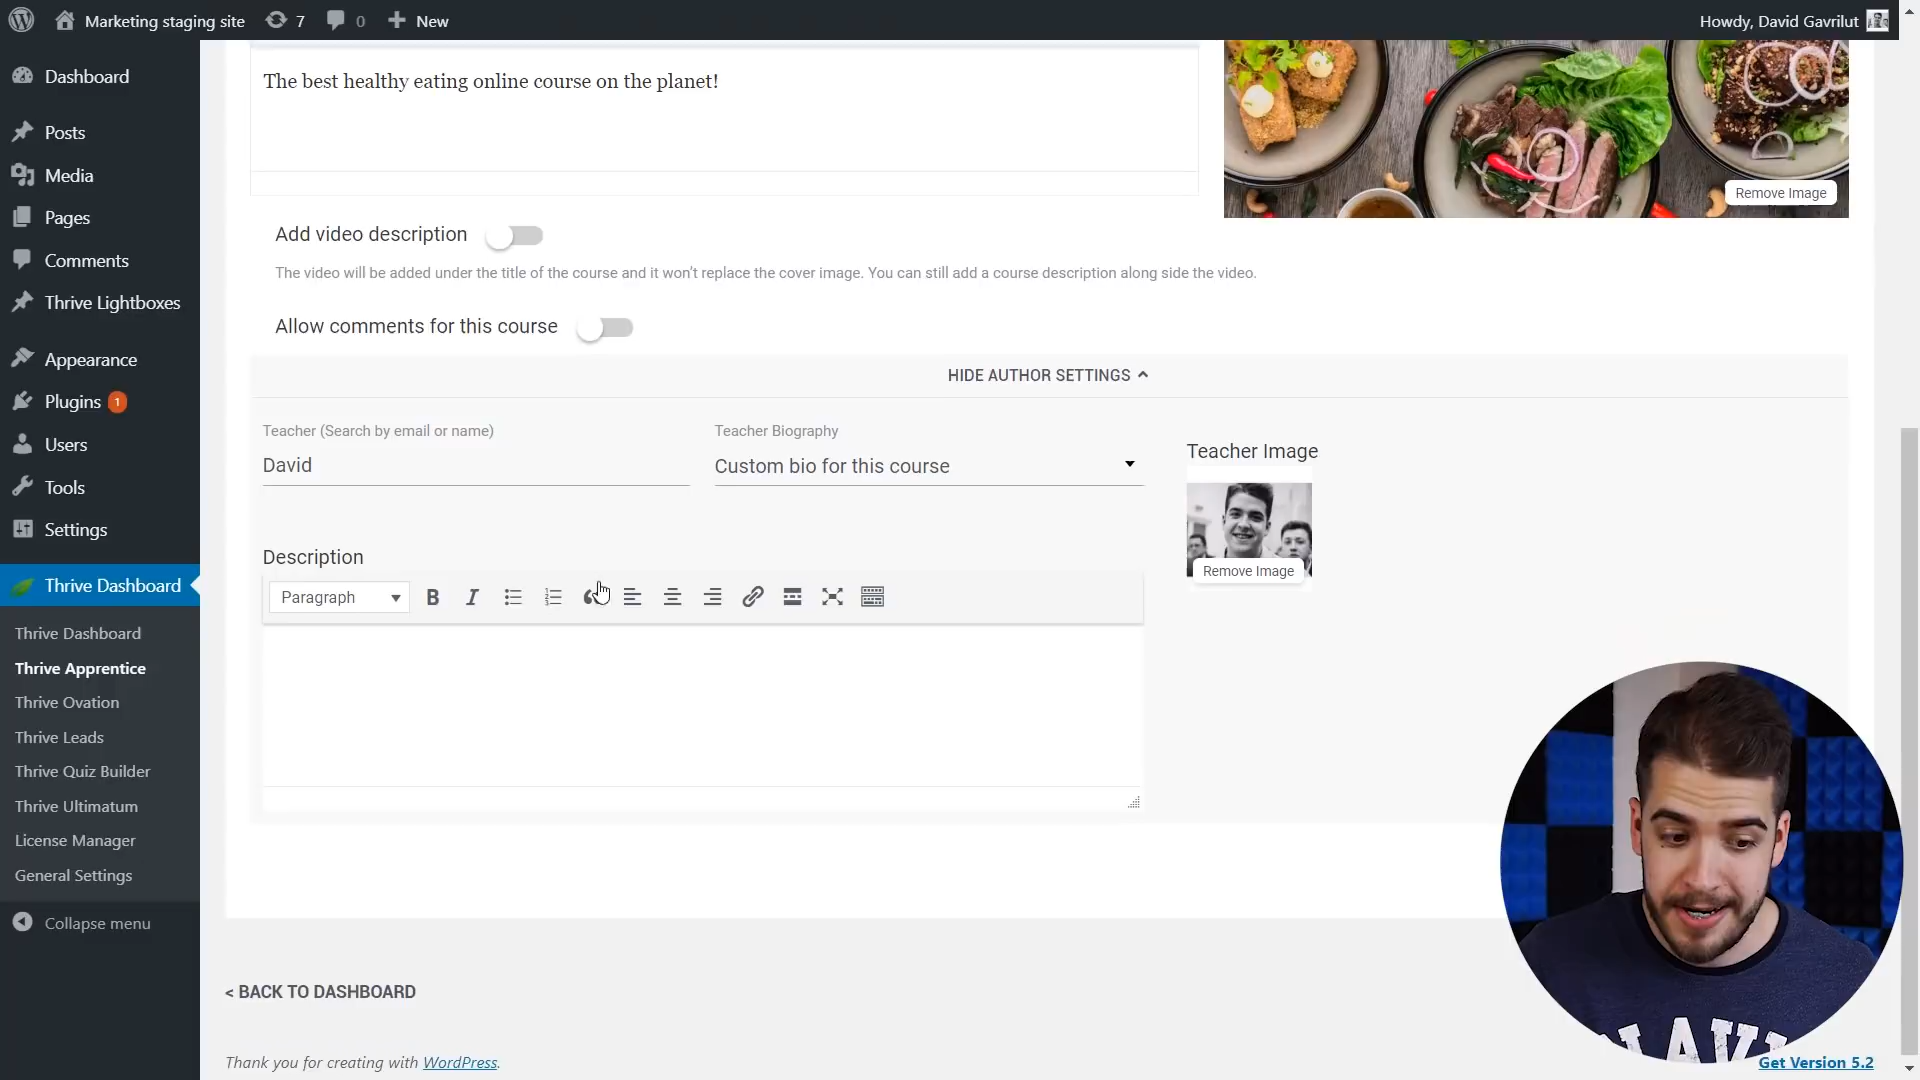 Marketing staging site 7 0 New Howdy, David Gavrilut
Dashboard
Posts
Media
Pages
Comments
Thrive Lightboxes
Appearance
Plugins 1
Users
Tools
Settings
Thrive Dashboard
Thrive Dashboard
Thrive Apprentice
Thrive Ovation
Thrive Leads
Thrive Quiz Builder
Thrive Ultimatum
License Manager
General Settings
Collapse menu
The best healthy eating online course on the planet!
Remove Image
Add video description
The video will be added under the title of the course and it won't replace the cover image. You can still add a course description along side the video.
Allow comments for this course
HIDE AUTHOR SETTINGS
Teacher (Search by email or name)
David
Teacher Biography
Custom bio for this course
Teacher Image
Remove Image
Description
Paragraph
< BACK TO DASHBOARD
Thank you for creating with WordPress.
Get Version 5.2